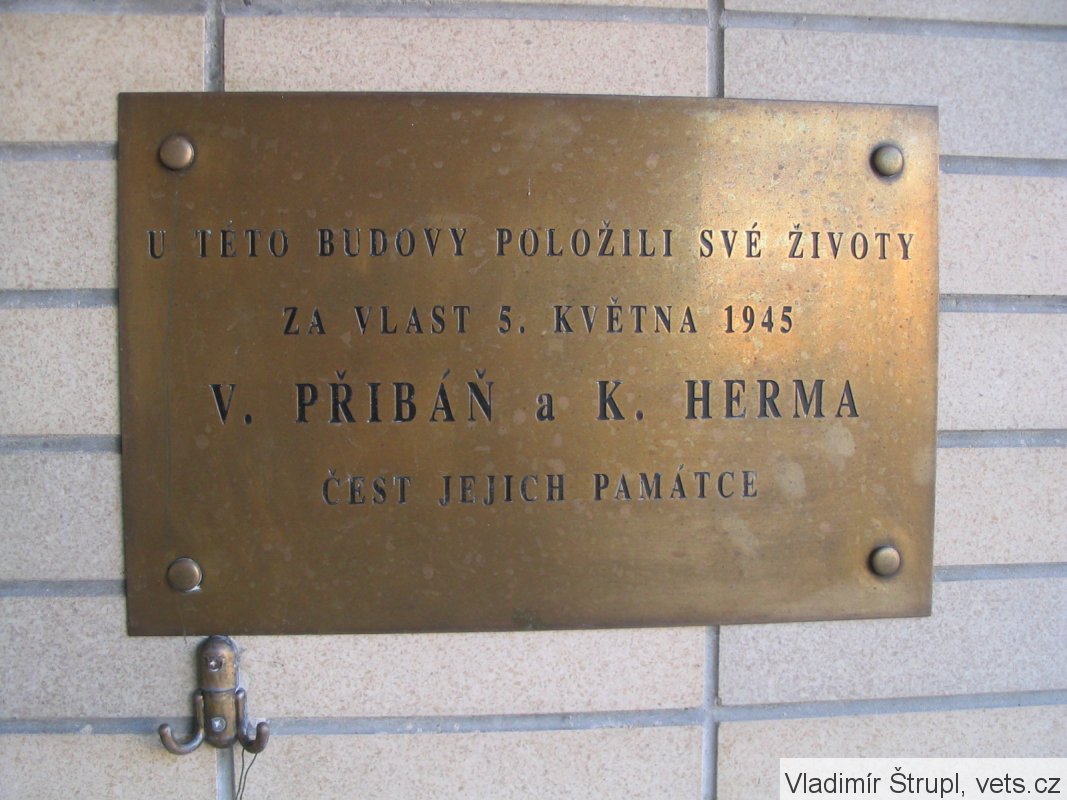 U TÉTO BUDOVY POLOŽILI SVÉ ŽIVOTY
ZA VLAST 5. KVĚTNA 1945
V. PŘIBÁŇ a K. HERMA
ČEST JEJICH PAMÁTCE
Vladimír Štrupl, vets.cz